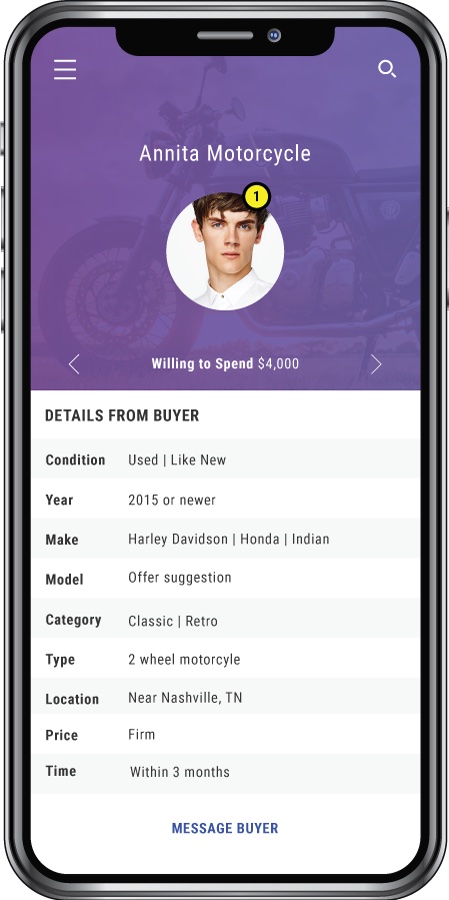 Annita Motorcycle
1
Willing to Spend $4,000
DETAILS FROM BUYER
Condition Used | Like New
Year 2015 or newer
Make Harley Davidson | Honda | Indian
Model Offer suggestion
Category Classic | Retro
Type 2 wheel motorcyle
Location Near Nashville, TN
Price Firm
Time Within 3 months
MESSAGE BUYER